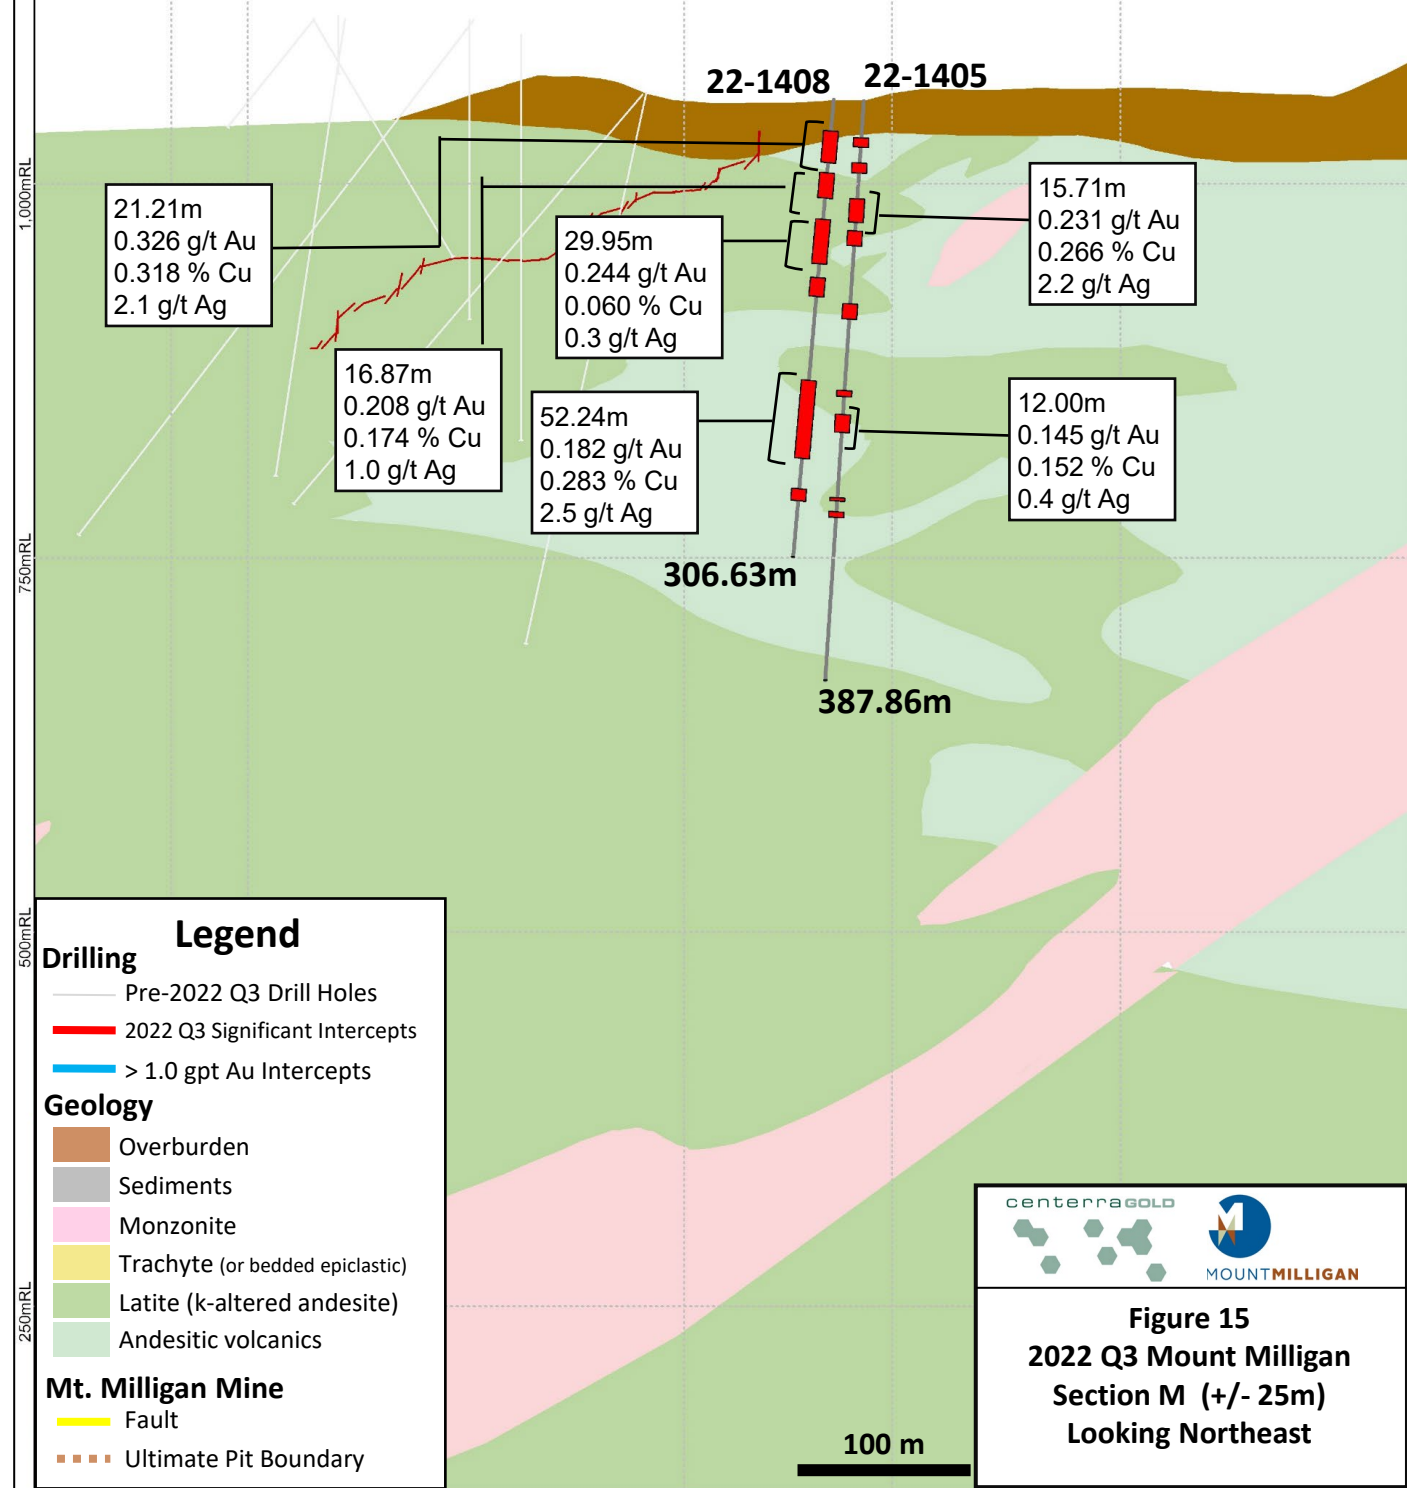 22-1408
22-1405
1,000mRL
21.21m
0.326 g/t Au
0.318 % Cu
2.1 g/t Ag
29.95m
0.244 g/t Au
0.060 % Cu
0.3 g/t Ag
15.71m
0.231 g/t Au
0.266 % Cu
2.2 g/t Ag
16.87m
0.208 g/t Au
0.174 % Cu
1.0 g/t Ag
52.24m
0.182 g/t Au
0.283 % Cu
2.5 g/t Ag
12.00m
0.145 g/t Au
0.152 % Cu
0.4 g/t Ag
750mRL
306.63m
387.86m
500mRL
250mRL
Legend
Drilling
Pre-2022 Q3 Drill Holes
2022 Q3 Significant Intercepts
> 1.0 gpt Au Intercepts
Geology
Overburden
Sediments
Monzonite
Trachyte (or bedded epiclastic)
Latite (k-altered andesite)
Andesitic volcanics
Mt. Milligan Mine
Fault
Ultimate Pit Boundary
100 m
centerraGOLD
MOUNTMILLIGAN
Figure 15
2022 Q3 Mount Milligan
Section M (+/- 25m)
Looking Northeast